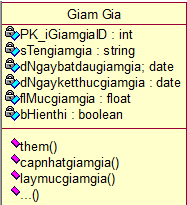 Giam Gia
PK_iGiamgiaID : int
sTengiamgia : string
dNgaybatdaugiamgia; date
dNgayketthucgiamgia : date
flMucgiamgia : float
bHienthi : boolean
them()
capnhatgiamgia()
laymucgiamgia()
...()